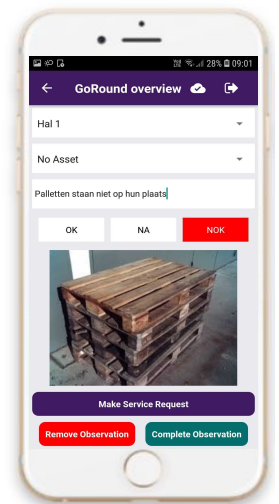 28% 09:01
GoRound overview
Hal 1
No Asset
Palletten staan niet op hun plaats
OK NA NOK
Make Service Request
Remove Observation Complete Observation